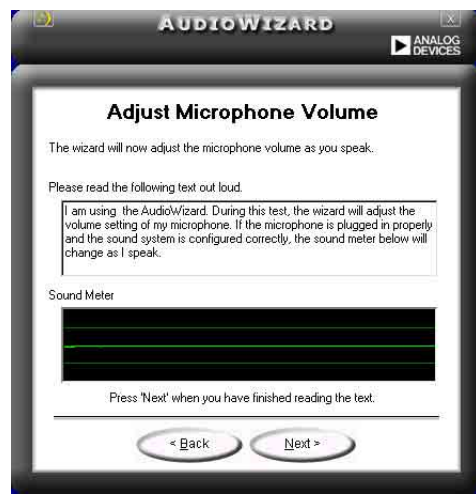 AUDIOWIZARD
X
ANALOG
DEVICES
Adjust Microphone Volume
The wizard will now adjust the microphone volume as you speak.
Please read the following text out loud.
I am using the AudioWizard. During this test, the wizard will adjust the
volume setting of my microphone. If the microphone is plugged in properly
and the sound system is configured correctly, the sound meter below will
change as I speak.
Sound Meter
Press 'Next' when you have finished reading the text.
< Back
Next >